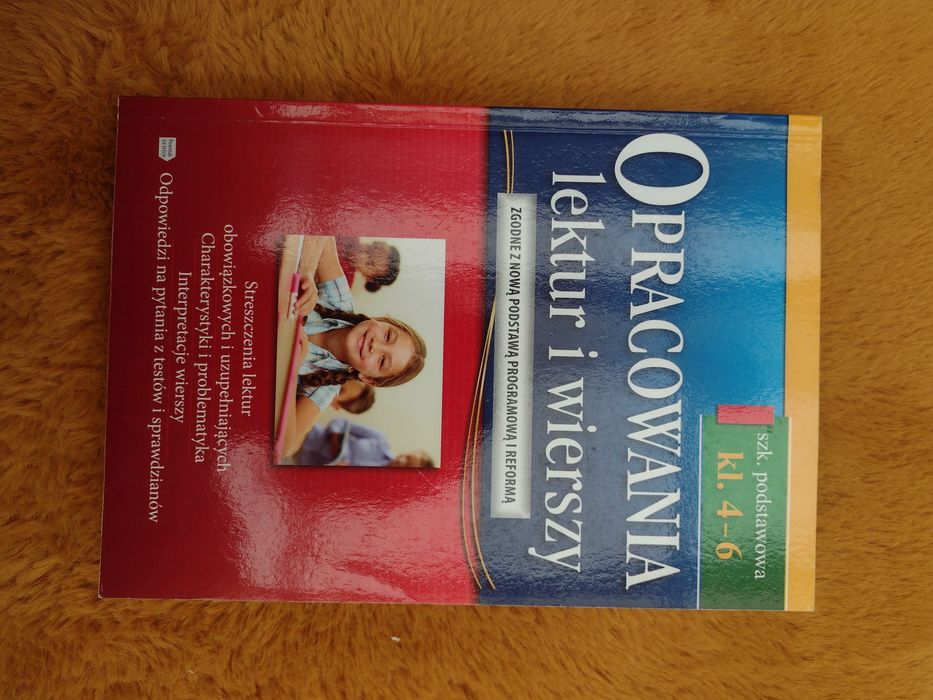 szk. podstawowa
kl. 4–6
OPRACOWANIA
lektur i wierszy
ZGODNE Z NOWĄ PODSTAWĄ PROGRAMOWĄ I REFORMĄ
Streszczenia lektur
obowiązkowych i uzupełniających
Charakterystyki i problematyka
Interpretacje wierszy
Odpowiedzi na pytania z testów i sprawdzianów